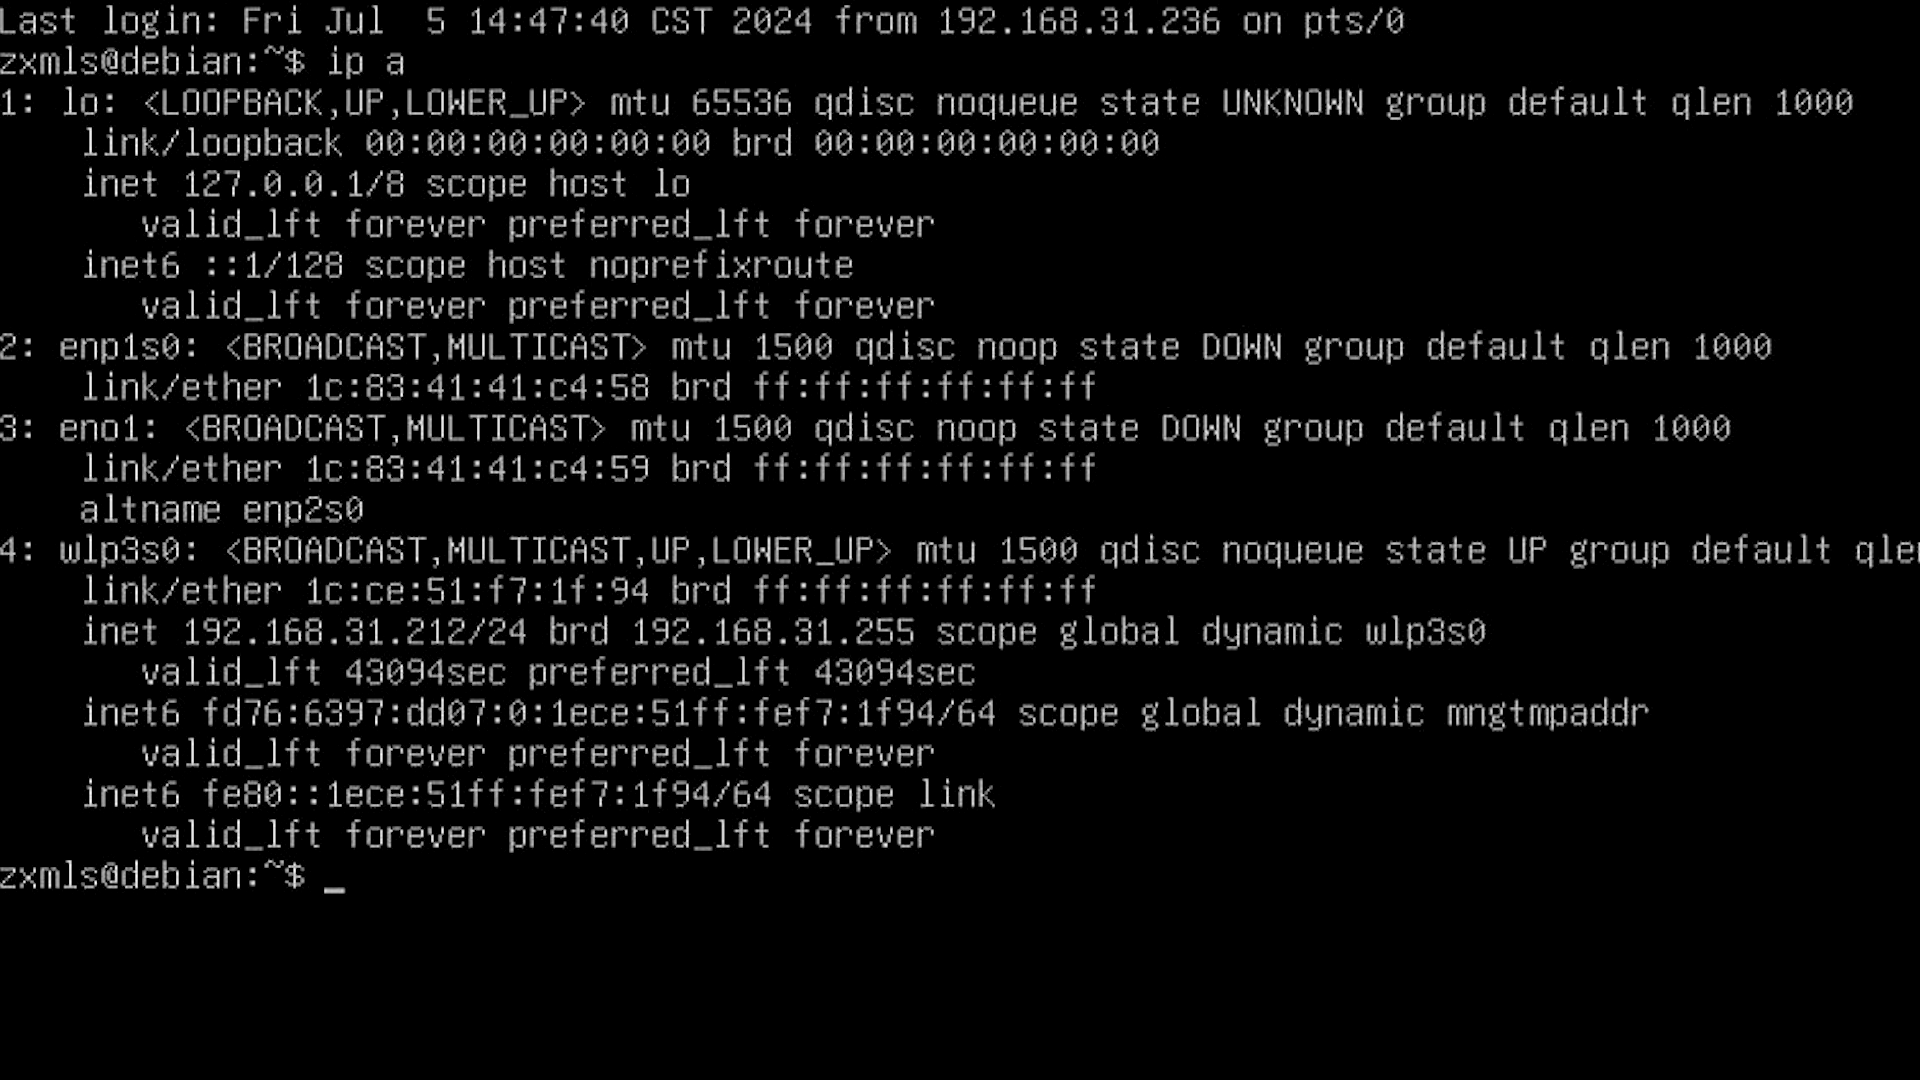 Last login: Fri Jul  5 14:47:40 CST 2024 from 192.168.31.236 on pts/0
zxmls@debian:~$ ip a
1: lo: <LOOPBACK,UP,LOWER_UP> mtu 65536 qdisc noqueue state UNKNOWN group default qlen 1000
    link/loopback 00:00:00:00:00:00 brd 00:00:00:00:00:00
    inet 127.0.0.1/8 scope host lo
       valid_lft forever preferred_lft forever
    inet6 ::1/128 scope host noprefixroute
       valid_lft forever preferred_lft forever
2: enp1s0: <BROADCAST,MULTICAST> mtu 1500 qdisc noop state DOWN group default qlen 1000
    link/ether 1c:83:41:41:c4:58 brd ff:ff:ff:ff:ff:ff
3: eno1: <BROADCAST,MULTICAST> mtu 1500 qdisc noop state DOWN group default qlen 1000
    link/ether 1c:83:41:41:c4:59 brd ff:ff:ff:ff:ff:ff
    altname enp2s0
4: wlp3s0: <BROADCAST,MULTICAST,UP,LOWER_UP> mtu 1500 qdisc noqueue state UP group default qlen
    link/ether 1c:ce:51:f7:1f:94 brd ff:ff:ff:ff:ff:ff
    inet 192.168.31.212/24 brd 192.168.31.255 scope global dynamic wlp3s0
       valid_lft 43094sec preferred_lft 43094sec
    inet6 fd76:6397:dd07:0:1ece:51ff:fef7:1f94/64 scope global dynamic mngtmpaddr
       valid_lft forever preferred_lft forever
    inet6 fe80::1ece:51ff:fef7:1f94/64 scope link
       valid_lft forever preferred_lft forever
zxmls@debian:~$ _